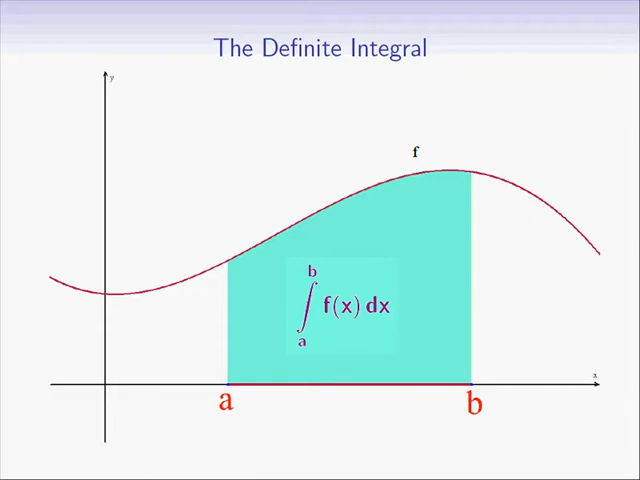 The Definite Integral
y
f
b
∫ f(x) dx
a
x
a
b